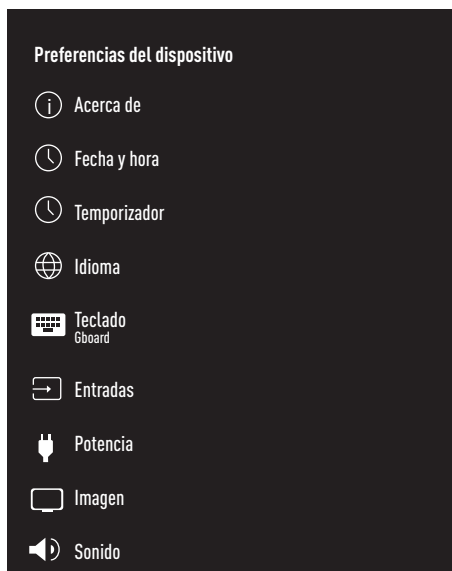 Preferencias del dispositivo
Acerca de
Fecha y hora
Temporizador
Idioma
Teclado
Gboard
Entradas
Potencia
Imagen
Sonido